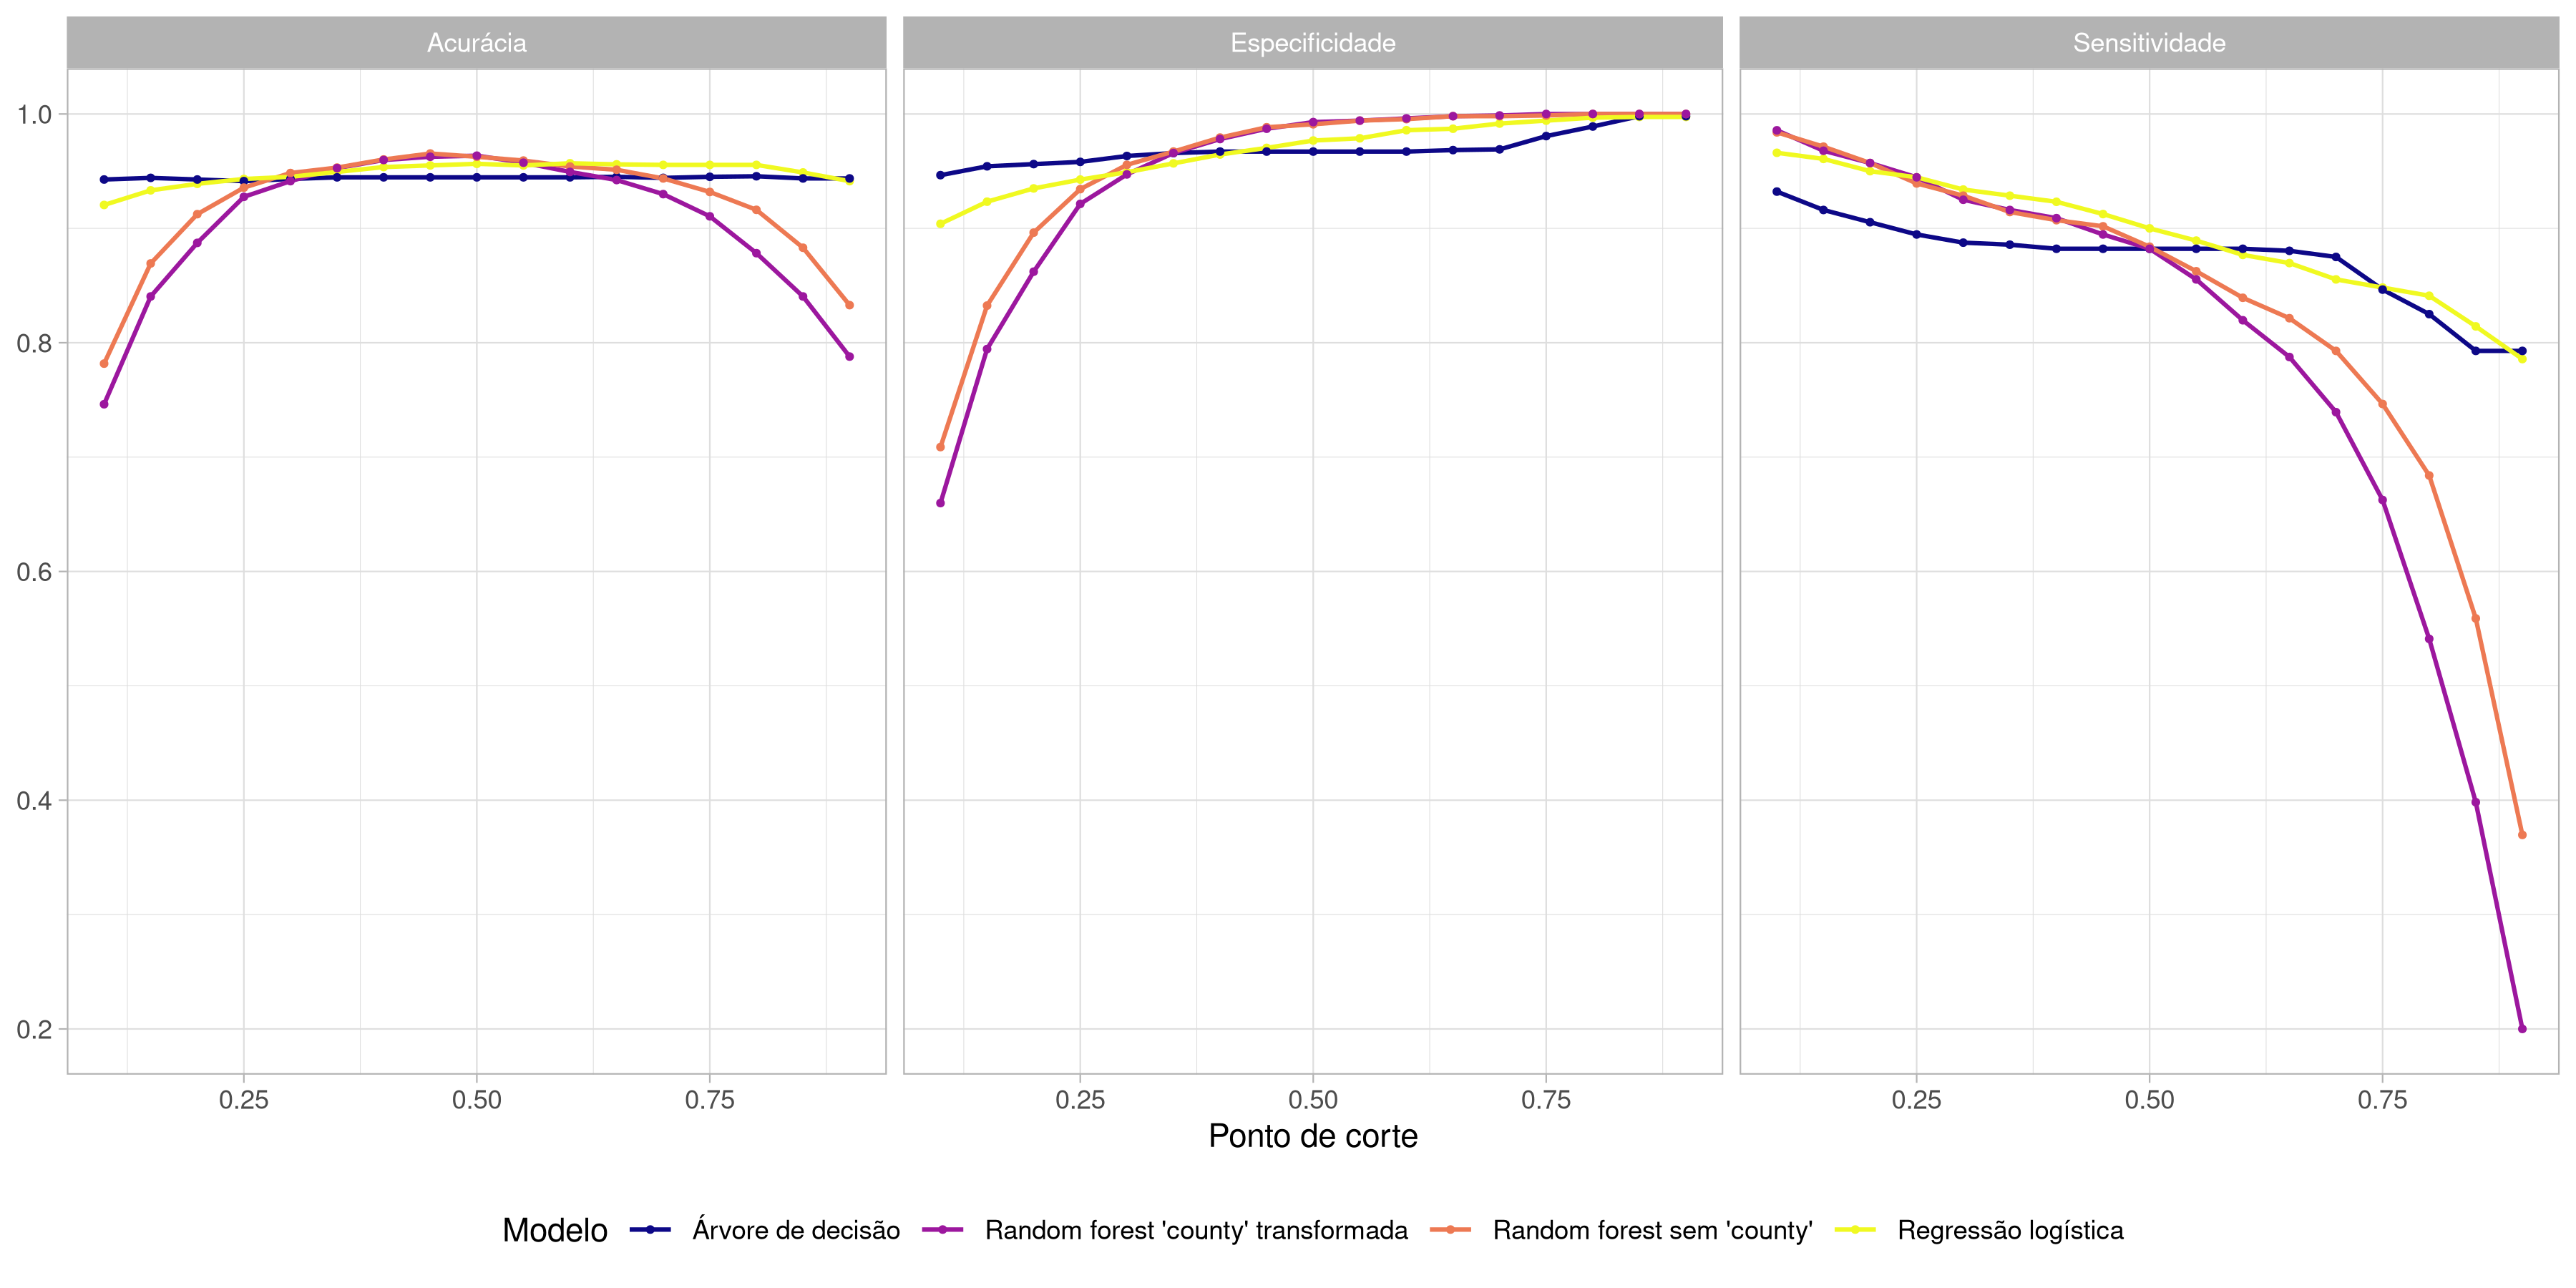 Acurácia Especificidade Sensitividade
1.0
0.8
0.6
0.4
0.2
0.25 0.50 0.75 0.25 0.50 0.75 0.25 0.50 0.75
Ponto de corte
Modelo Árvore de decisão Random forest 'county' transformada Random forest sem 'county' Regressão logística